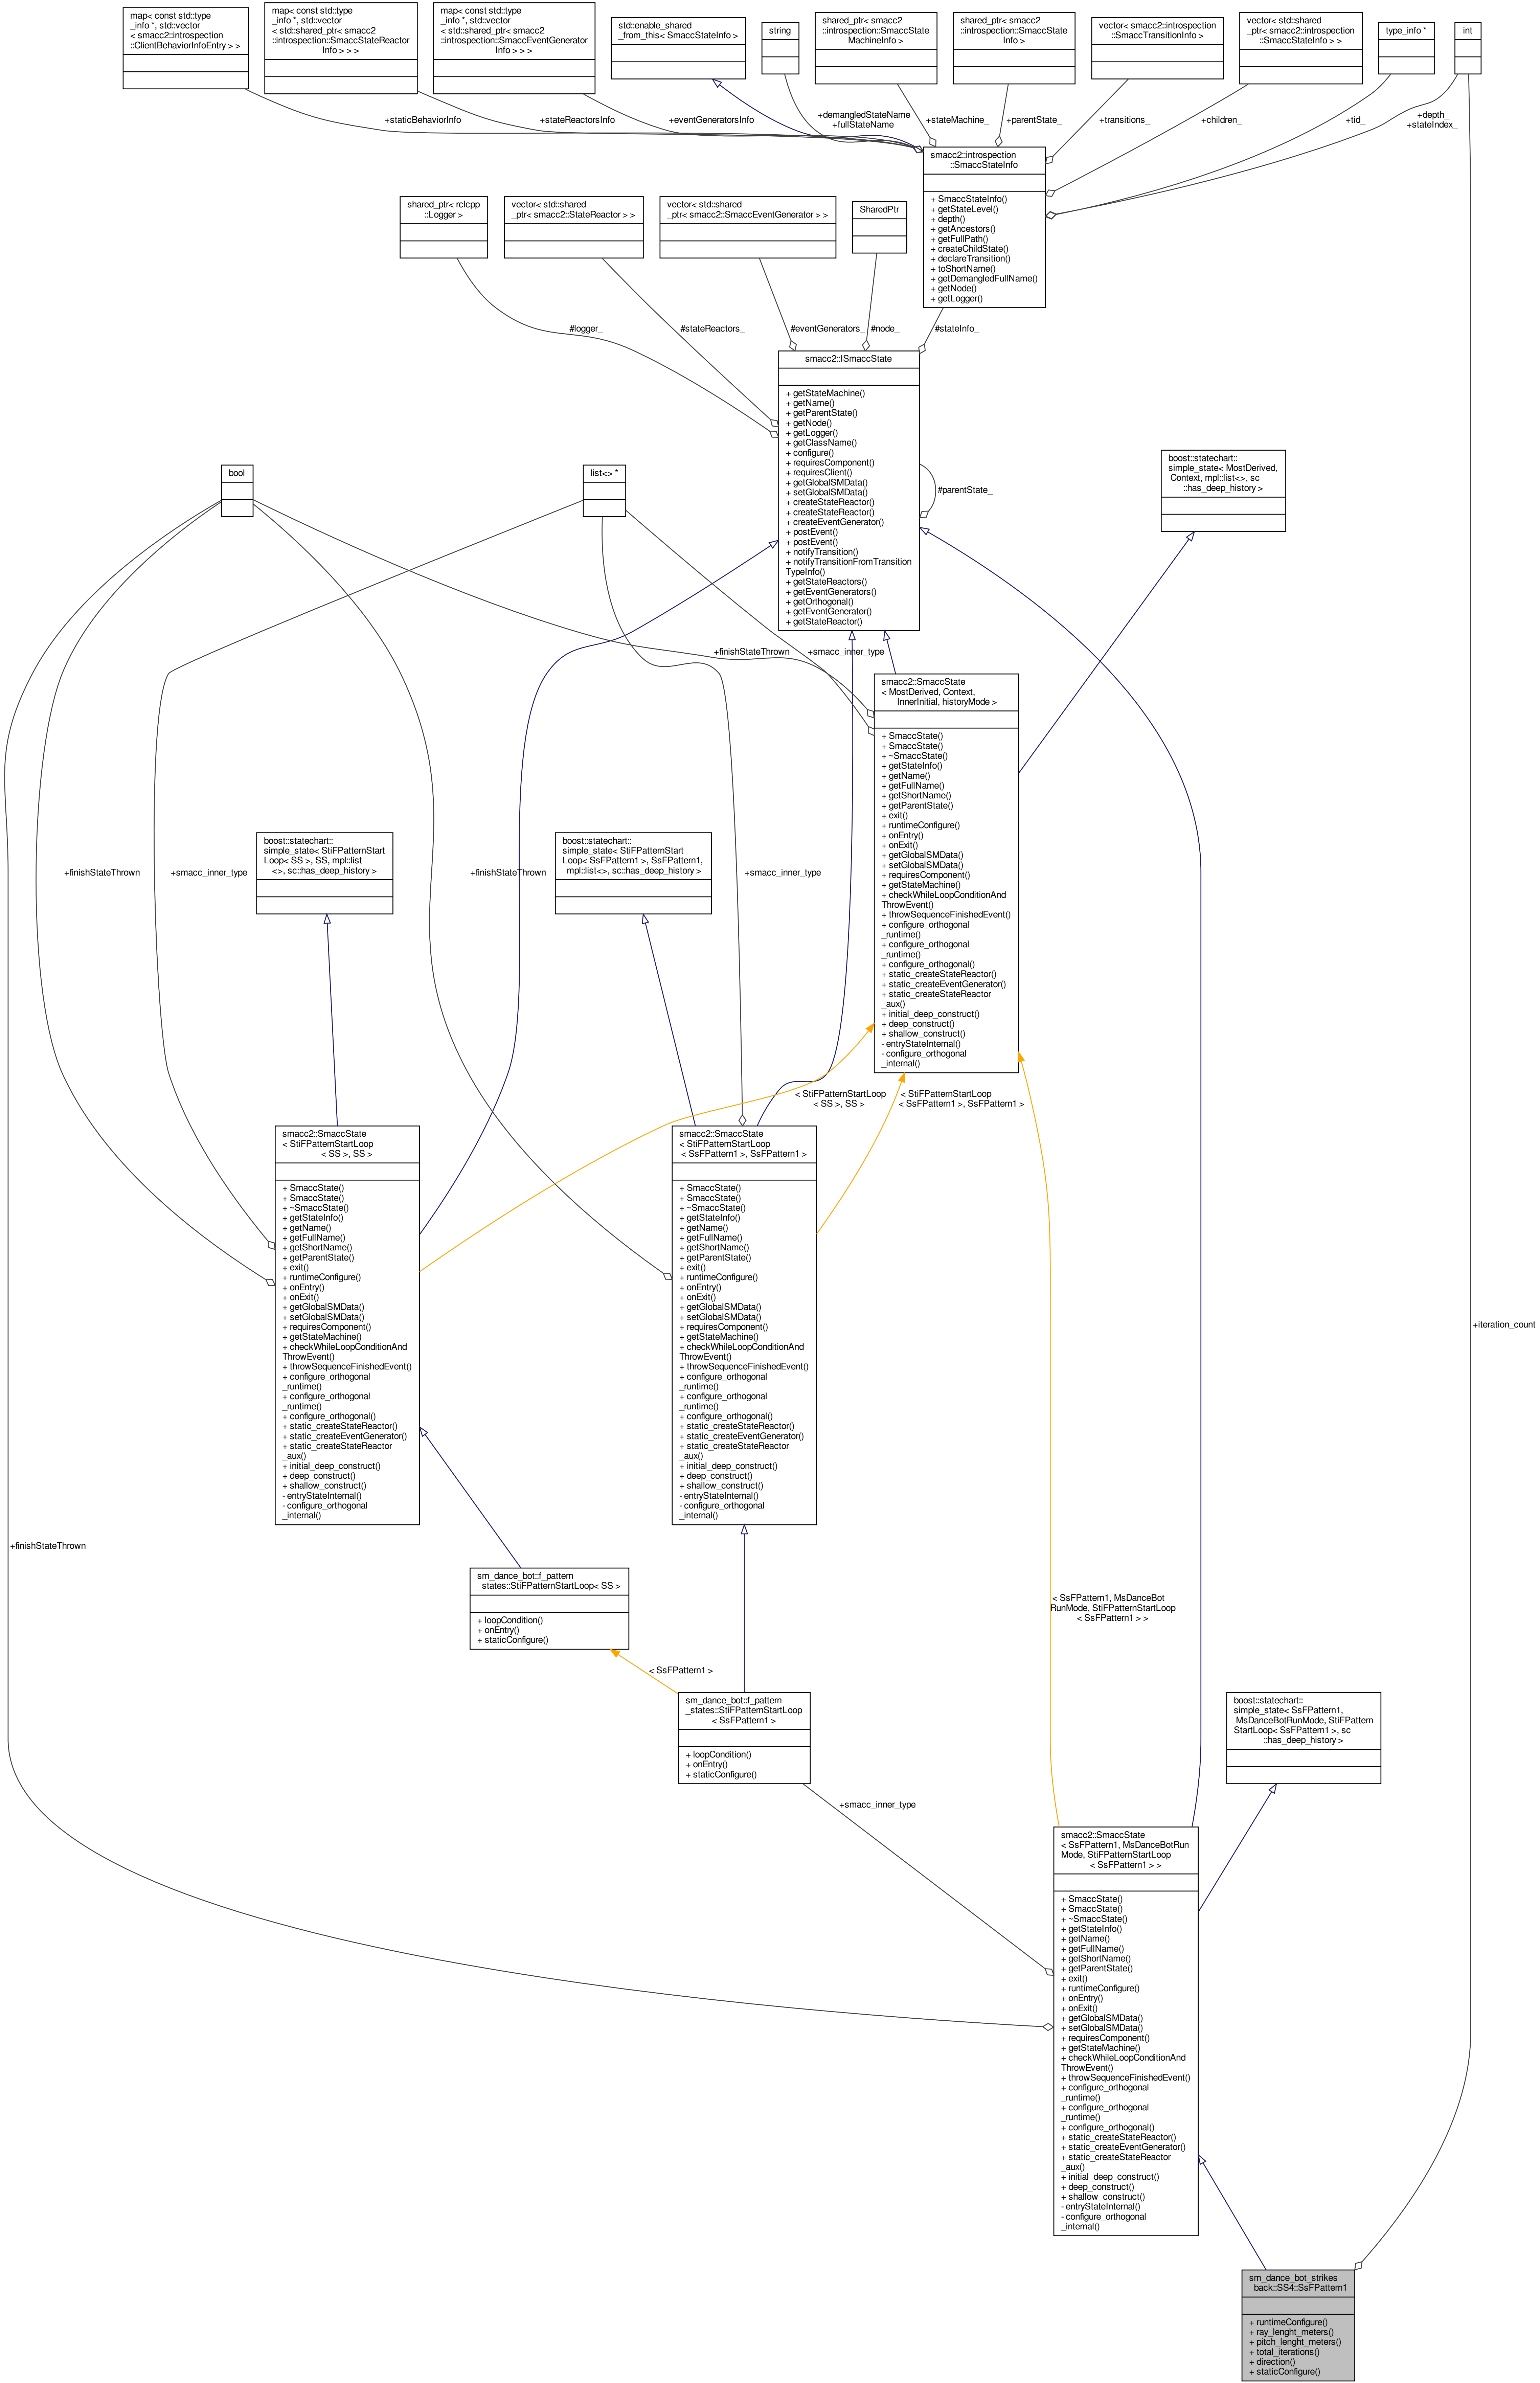 map< const std::type
_info *, std::vector
< smacc2::introspection
::ClientBehaviorInfoEntry > >
map< const std::type
_info *, std::vector
< std::shared_ptr< smacc2
::introspection::SmaccStateReactor
Info > > >
map< const std::type
_info *, std::vector
< std::shared_ptr< smacc2
::introspection::SmaccEventGenerator
Info > > >
std::enable_shared
_from_this< SmaccStateInfo >
string
shared_ptr< smacc2
::introspection::SmaccState
MachineInfo >
shared_ptr< smacc2
::introspection::SmaccState
Info >
vector< smacc2::introspection
::SmaccTransitionInfo >
vector< std::shared
_ptr< smacc2::introspection
::SmaccStateInfo > >
type_info *
int
+staticBehaviorInfo
+stateReactorsInfo
+eventGeneratorsInfo
+demangledStateName
+fullStateName
+stateMachine_
+parentState_
+transitions_
+children_
+tid_
+depth_
+stateIndex_
smacc2::introspection
::SmaccStateInfo
+ SmaccStateInfo()
+ getStateLevel()
+ depth()
+ getAncestors()
+ getFullPath()
+ createChildState()
+ declareTransition()
+ toShortName()
+ getDemangledFullName()
+ getNode()
+ getLogger()
shared_ptr< rclcpp
::Logger >
vector< std::shared
_ptr< smacc2::StateReactor > >
vector< std::shared
_ptr< smacc2::SmaccEventGenerator > >
SharedPtr
#logger_
#stateReactors_
#eventGenerators_
#node_
#stateInfo_
smacc2::ISmaccState
+ getStateMachine()
+ getName()
+ getParentState()
+ getNode()
+ getLogger()
+ getClassName()
+ configure()
+ requiresComponent()
+ requiresClient()
+ getGlobalSMData()
+ setGlobalSMData()
+ createStateReactor()
+ createStateReactor()
+ createEventGenerator()
+ postEvent()
+ postEvent()
+ notifyTransition()
+ notifyTransitionFromTransition
TypeInfo()
+ getStateReactors()
+ getEventGenerators()
+ getOrthogonal()
+ getEventGenerator()
+ getStateReactor()
#parentState_
bool
list<> *
boost::statechart::
simple_state< MostDerived,
Context, mpl::list<>, sc
::has_deep_history >
+finishStateThrown
+smacc_inner_type
smacc2::SmaccState
< MostDerived, Context,
InnerInitial, historyMode >
+ SmaccState()
+ SmaccState()
+ ~SmaccState()
+ getStateInfo()
+ getName()
+ getFullName()
+ getShortName()
+ getParentState()
+ exit()
+ runtimeConfigure()
+ onEntry()
+ onExit()
+ getGlobalSMData()
+ setGlobalSMData()
+ requiresComponent()
+ getStateMachine()
+ checkWhileLoopConditionAnd
ThrowEvent()
+ throwSequenceFinishedEvent()
+ configure_orthogonal
_runtime()
+ configure_orthogonal
_runtime()
+ configure_orthogonal()
+ static_createStateReactor()
+ static_createEventGenerator()
+ static_createStateReactor
_aux()
+ initial_deep_construct()
+ deep_construct()
+ shallow_construct()
- entryStateInternal()
- configure_orthogonal
_internal()
boost::statechart::
simple_state< StiFPatternStart
Loop< SS >, SS, mpl::list
<>, sc::has_deep_history >
boost::statechart::
simple_state< StiFPatternStart
Loop< SsFPattern1 >, SsFPattern1,
mpl::list<>, sc::has_deep_history >
+finishStateThrown
+smacc_inner_type
+finishStateThrown
+smacc_inner_type
< StiFPatternStartLoop
< SS >, SS >
< StiFPatternStartLoop
< SsFPattern1 >, SsFPattern1 >
smacc2::SmaccState
< StiFPatternStartLoop
< SS >, SS >
+ SmaccState()
+ SmaccState()
+ ~SmaccState()
+ getStateInfo()
+ getName()
+ getFullName()
+ getShortName()
+ getParentState()
+ exit()
+ runtimeConfigure()
+ onEntry()
+ onExit()
+ getGlobalSMData()
+ setGlobalSMData()
+ requiresComponent()
+ getStateMachine()
+ checkWhileLoopConditionAnd
ThrowEvent()
+ throwSequenceFinishedEvent()
+ configure_orthogonal
_runtime()
+ configure_orthogonal
_runtime()
+ configure_orthogonal()
+ static_createStateReactor()
+ static_createEventGenerator()
+ static_createStateReactor
_aux()
+ initial_deep_construct()
+ deep_construct()
+ shallow_construct()
- entryStateInternal()
- configure_orthogonal
_internal()
smacc2::SmaccState
< StiFPatternStartLoop
< SsFPattern1 >, SsFPattern1 >
+ SmaccState()
+ SmaccState()
+ ~SmaccState()
+ getStateInfo()
+ getName()
+ getFullName()
+ getShortName()
+ getParentState()
+ exit()
+ runtimeConfigure()
+ onEntry()
+ onExit()
+ getGlobalSMData()
+ setGlobalSMData()
+ requiresComponent()
+ getStateMachine()
+ checkWhileLoopConditionAnd
ThrowEvent()
+ throwSequenceFinishedEvent()
+ configure_orthogonal
_runtime()
+ configure_orthogonal
_runtime()
+ configure_orthogonal()
+ static_createStateReactor()
+ static_createEventGenerator()
+ static_createStateReactor
_aux()
+ initial_deep_construct()
+ deep_construct()
+ shallow_construct()
- entryStateInternal()
- configure_orthogonal
_internal()
+iteration_count
+finishStateThrown
sm_dance_bot::f_pattern
_states::StiFPatternStartLoop< SS >
+ loopCondition()
+ onEntry()
+ staticConfigure()
< SsFPattern1, MsDanceBot
RunMode, StiFPatternStartLoop
< SsFPattern1 > >
< SsFPattern1 >
sm_dance_bot::f_pattern
_states::StiFPatternStartLoop
< SsFPattern1 >
+ loopCondition()
+ onEntry()
+ staticConfigure()
boost::statechart::
simple_state< SsFPattern1,
MsDanceBotRunMode, StiFPattern
StartLoop< SsFPattern1 >, sc
::has_deep_history >
+smacc_inner_type
smacc2::SmaccState
< SsFPattern1, MsDanceBotRun
Mode, StiFPatternStartLoop
< SsFPattern1 > >
+ SmaccState()
+ SmaccState()
+ ~SmaccState()
+ getStateInfo()
+ getName()
+ getFullName()
+ getShortName()
+ getParentState()
+ exit()
+ runtimeConfigure()
+ onEntry()
+ onExit()
+ getGlobalSMData()
+ setGlobalSMData()
+ requiresComponent()
+ getStateMachine()
+ checkWhileLoopConditionAnd
ThrowEvent()
+ throwSequenceFinishedEvent()
+ configure_orthogonal
_runtime()
+ configure_orthogonal
_runtime()
+ configure_orthogonal()
+ static_createStateReactor()
+ static_createEventGenerator()
+ static_createStateReactor
_aux()
+ initial_deep_construct()
+ deep_construct()
+ shallow_construct()
- entryStateInternal()
- configure_orthogonal
_internal()
sm_dance_bot_strikes
_back::SS4::SsFPattern1
+ runtimeConfigure()
+ ray_lenght_meters()
+ pitch_lenght_meters()
+ total_iterations()
+ direction()
+ staticConfigure()